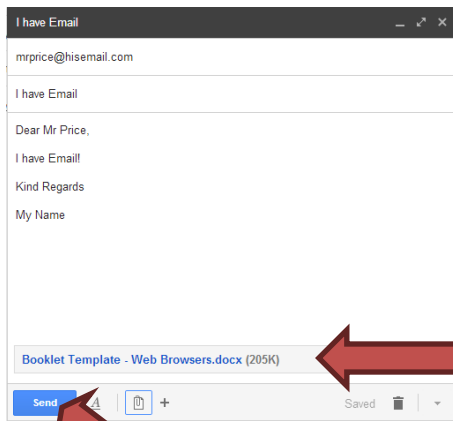 I have Email
mrprice@hisemail.com
I have Email
Dear Mr Price,
I have Email!
Kind Regards
My Name
Booklet Template - Web Browsers.docx (205K)
Send A Saved